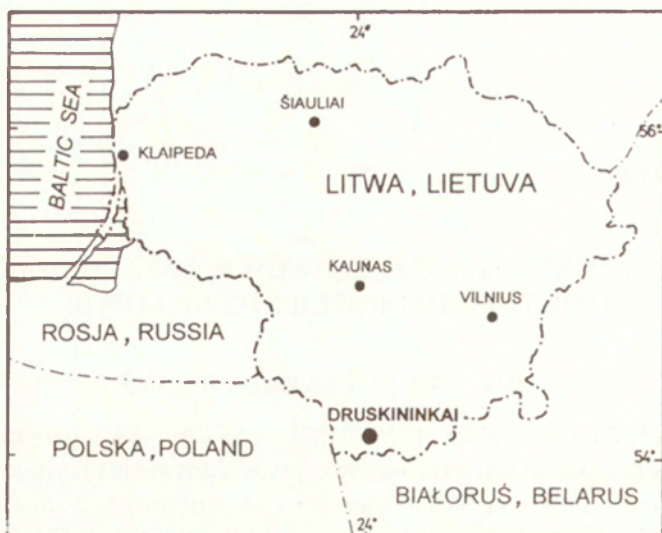 24°
ŠIAULIAI
56°
KLAIPEDA
BALTIC SEA
LITWA, LIETUVA
KAUNAS
VILNIUS
ROSJA, RUSSIA
DRUSKININKAI
POLSKA, POLAND
54°
BIAŁORUŚ, BELARUS
24°